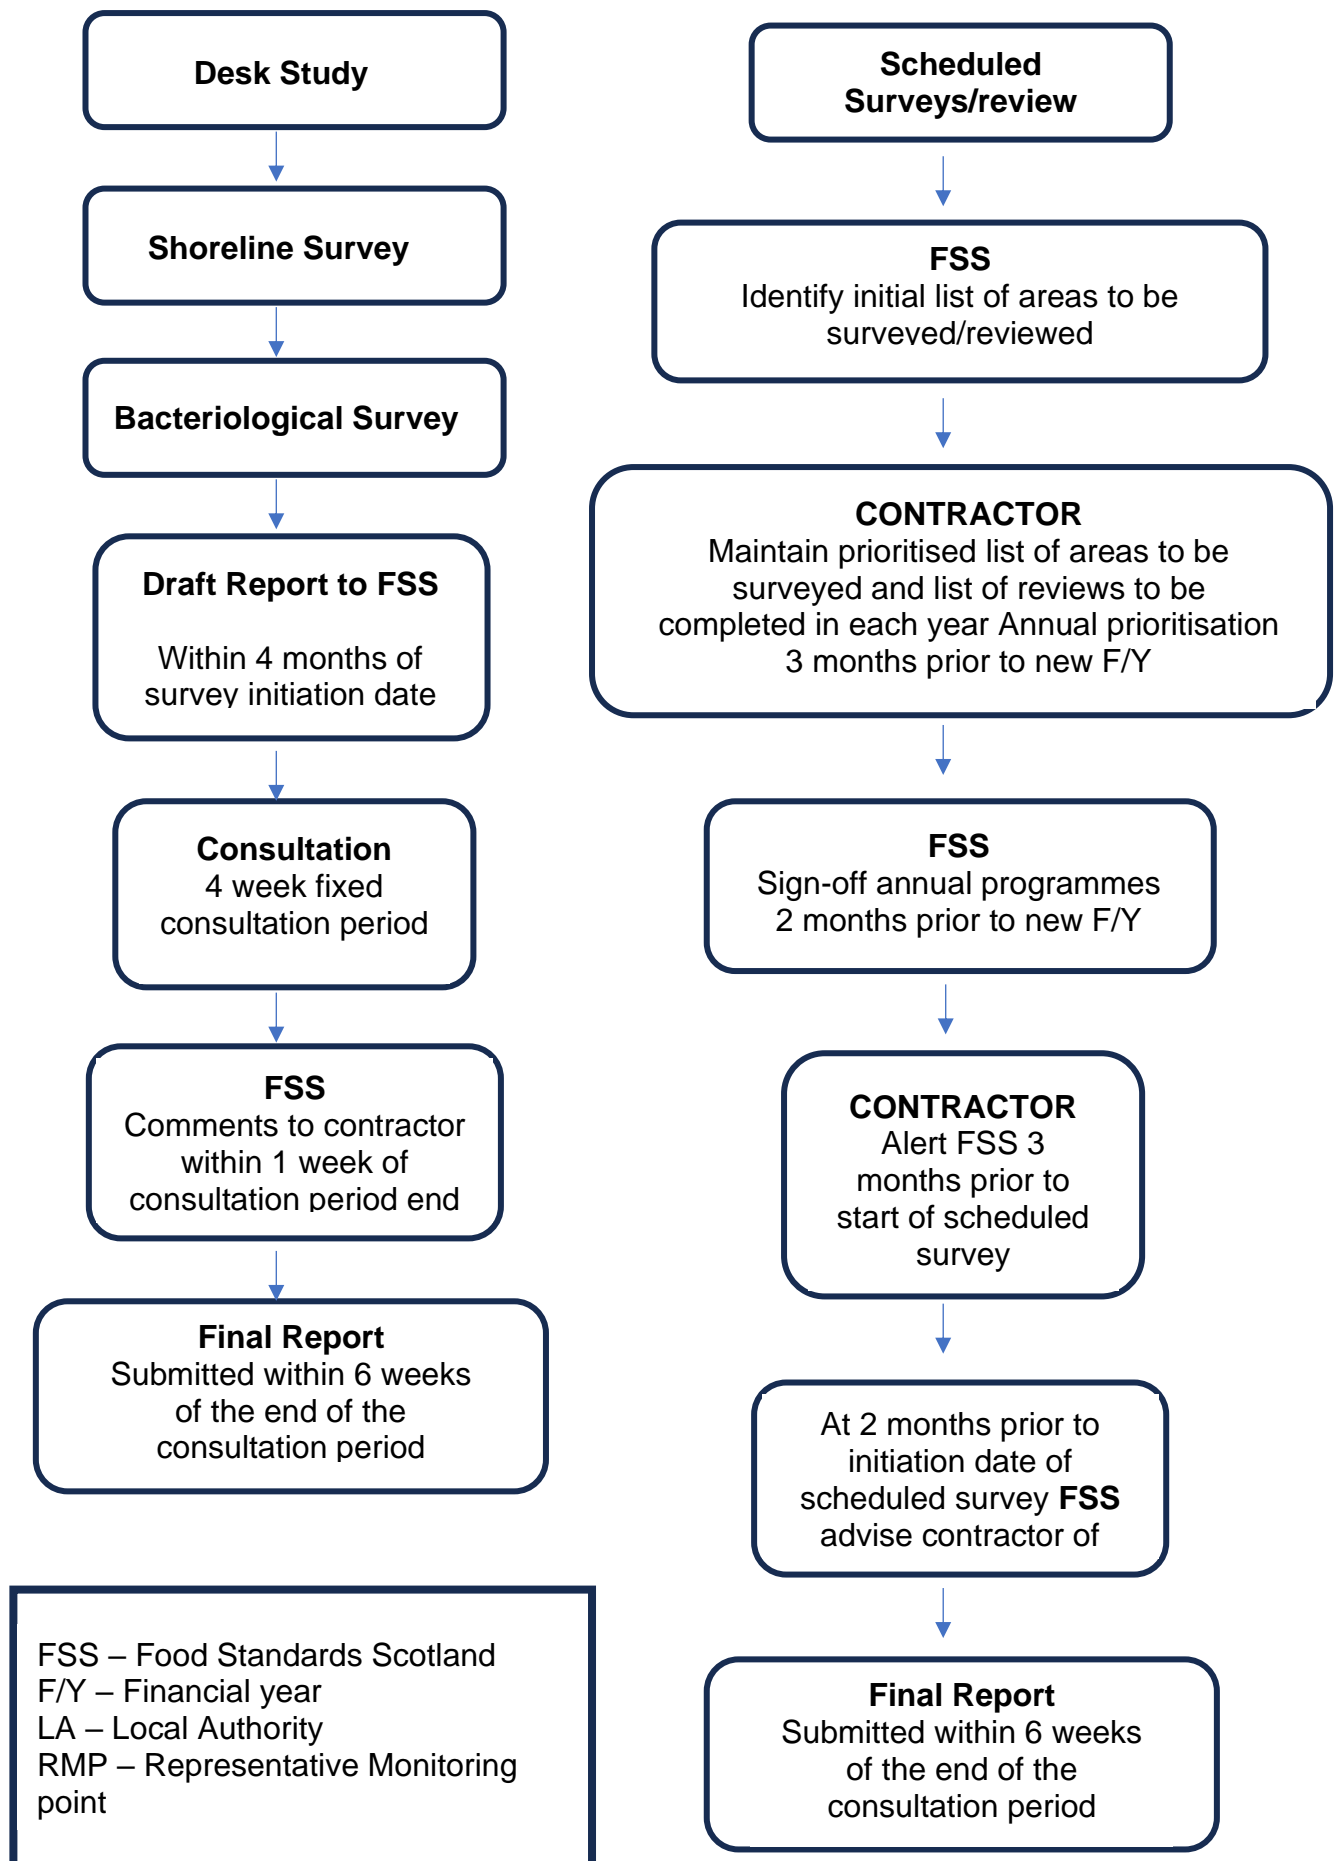 Desk Study
Shoreline Survey
Bacteriological Survey
Draft Report to FSS
Within 4 months of
survey initiation date
Consultation
4 week fixed
consultation period
FSS
Comments to contractor
within 1 week of
consultation period end
Final Report
Submitted within 6 weeks
of the end of the
consultation period
FSS – Food Standards Scotland
F/Y – Financial year
LA – Local Authority
RMP – Representative Monitoring
point
Scheduled
Surveys/review
FSS
Identify initial list of areas to be
surveyed/reviewed
CONTRACTOR
Maintain prioritised list of areas to be
surveyed and list of reviews to be
completed in each year Annual prioritisation
3 months prior to new F/Y
FSS
Sign-off annual programmes
2 months prior to new F/Y
CONTRACTOR
Alert FSS 3
months prior to
start of scheduled
survey
At 2 months prior to
initiation date of
scheduled survey FSS
advise contractor of
Final Report
Submitted within 6 weeks
of the end of the
consultation period